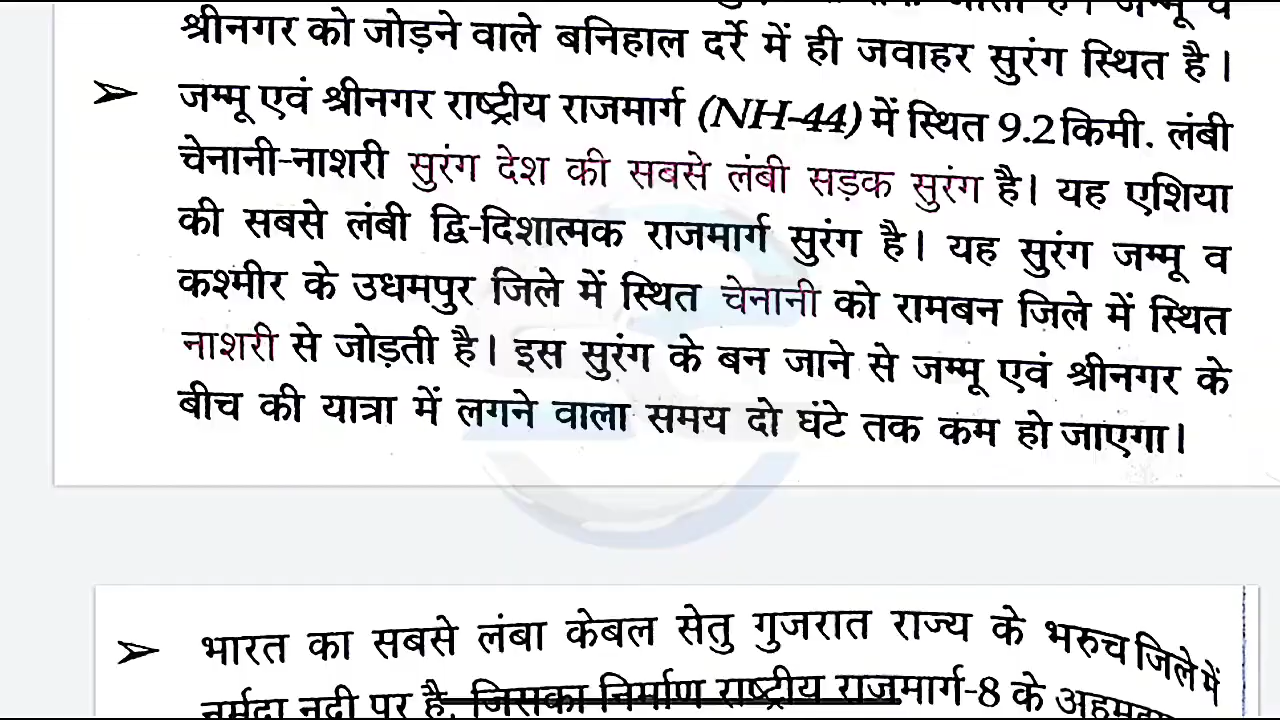 श्रीनगर को जोड़ने वाले बनिहाल दर्रे में ही जवाहर सुरंग स्थित है।
➢ जम्मू एवं श्रीनगर राष्ट्रीय राजमार्ग (NH-44) में स्थित 9.2 किमी. लंबी
चेनानी-नाशरी सुरंग देश की सबसे लंबी सड़क सुरंग है। यह एशिया
की सबसे लंबी द्वि-दिशात्मक राजमार्ग सुरंग है। यह सुरंग जम्मू व
कश्मीर के उधमपुर जिले में स्थित चेनानी को रामबन जिले में स्थित
नाशरी से जोड़ती है। इस सुरंग के बन जाने से जम्मू एवं श्रीनगर के
बीच की यात्रा में लगने वाला समय दो घंटे तक कम हो जाएगा।
➢ भारत का सबसे लंबा केबल सेतु गुजरात राज्य के भरुच जिले में
नर्मदा नदी पर है, जिसका निर्माण राष्ट्रीय राजमार्ग-8 के